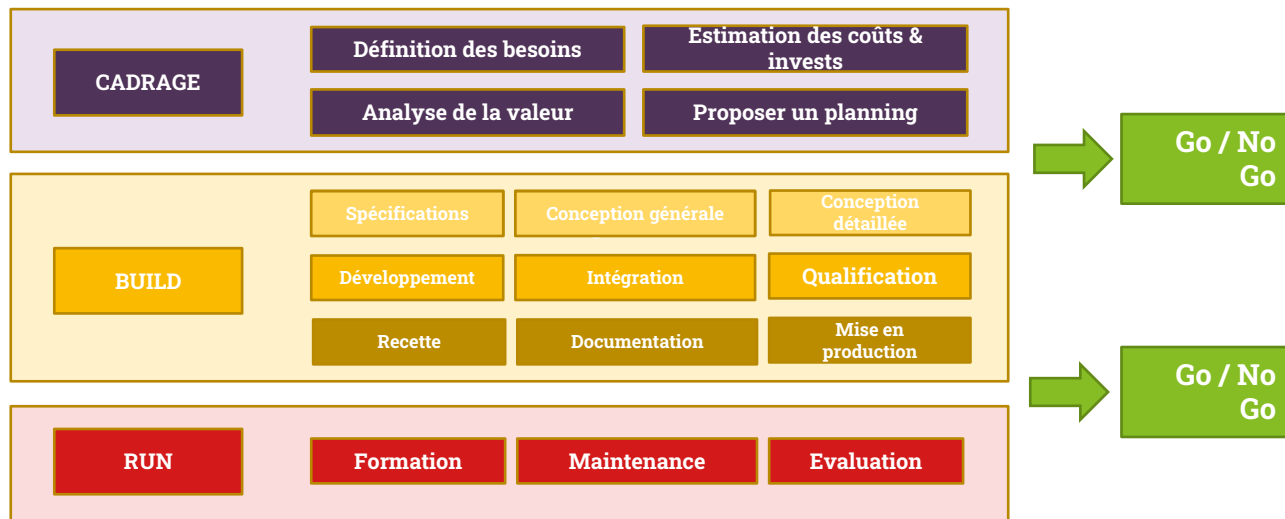 CADRAGE
Définition des besoins
Estimation des coûts &
invests
Analyse de la valeur
Proposer un planning
Go / No
Go
BUILD
Spécifications
Conception générale
Conception
détaillée
Développement
Intégration
Qualification
Recette
Documentation
Mise en
production
Go / No
Go
RUN
Formation
Maintenance
Evaluation